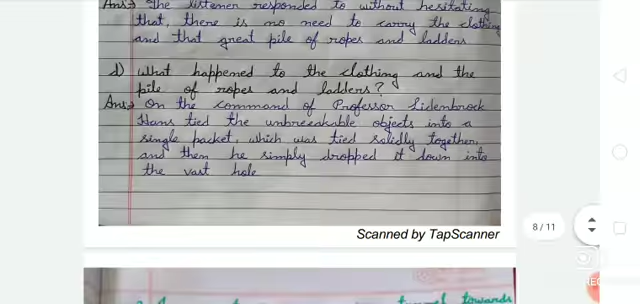 Ans→ The listener responded to without hesitating
that, there is no need to carry the clothing
and that great pile of ropes and ladders
d) What happened to the clothing and the
pile of ropes and ladders?
Ans→ On the command of Professor Lidenbrock
Hans tied the unbreakable objects into a
single packet, which was tied solidly together,
and then he simply dropped it down into
the vast hole
Scanned by TapScanner
8 / 11
towards